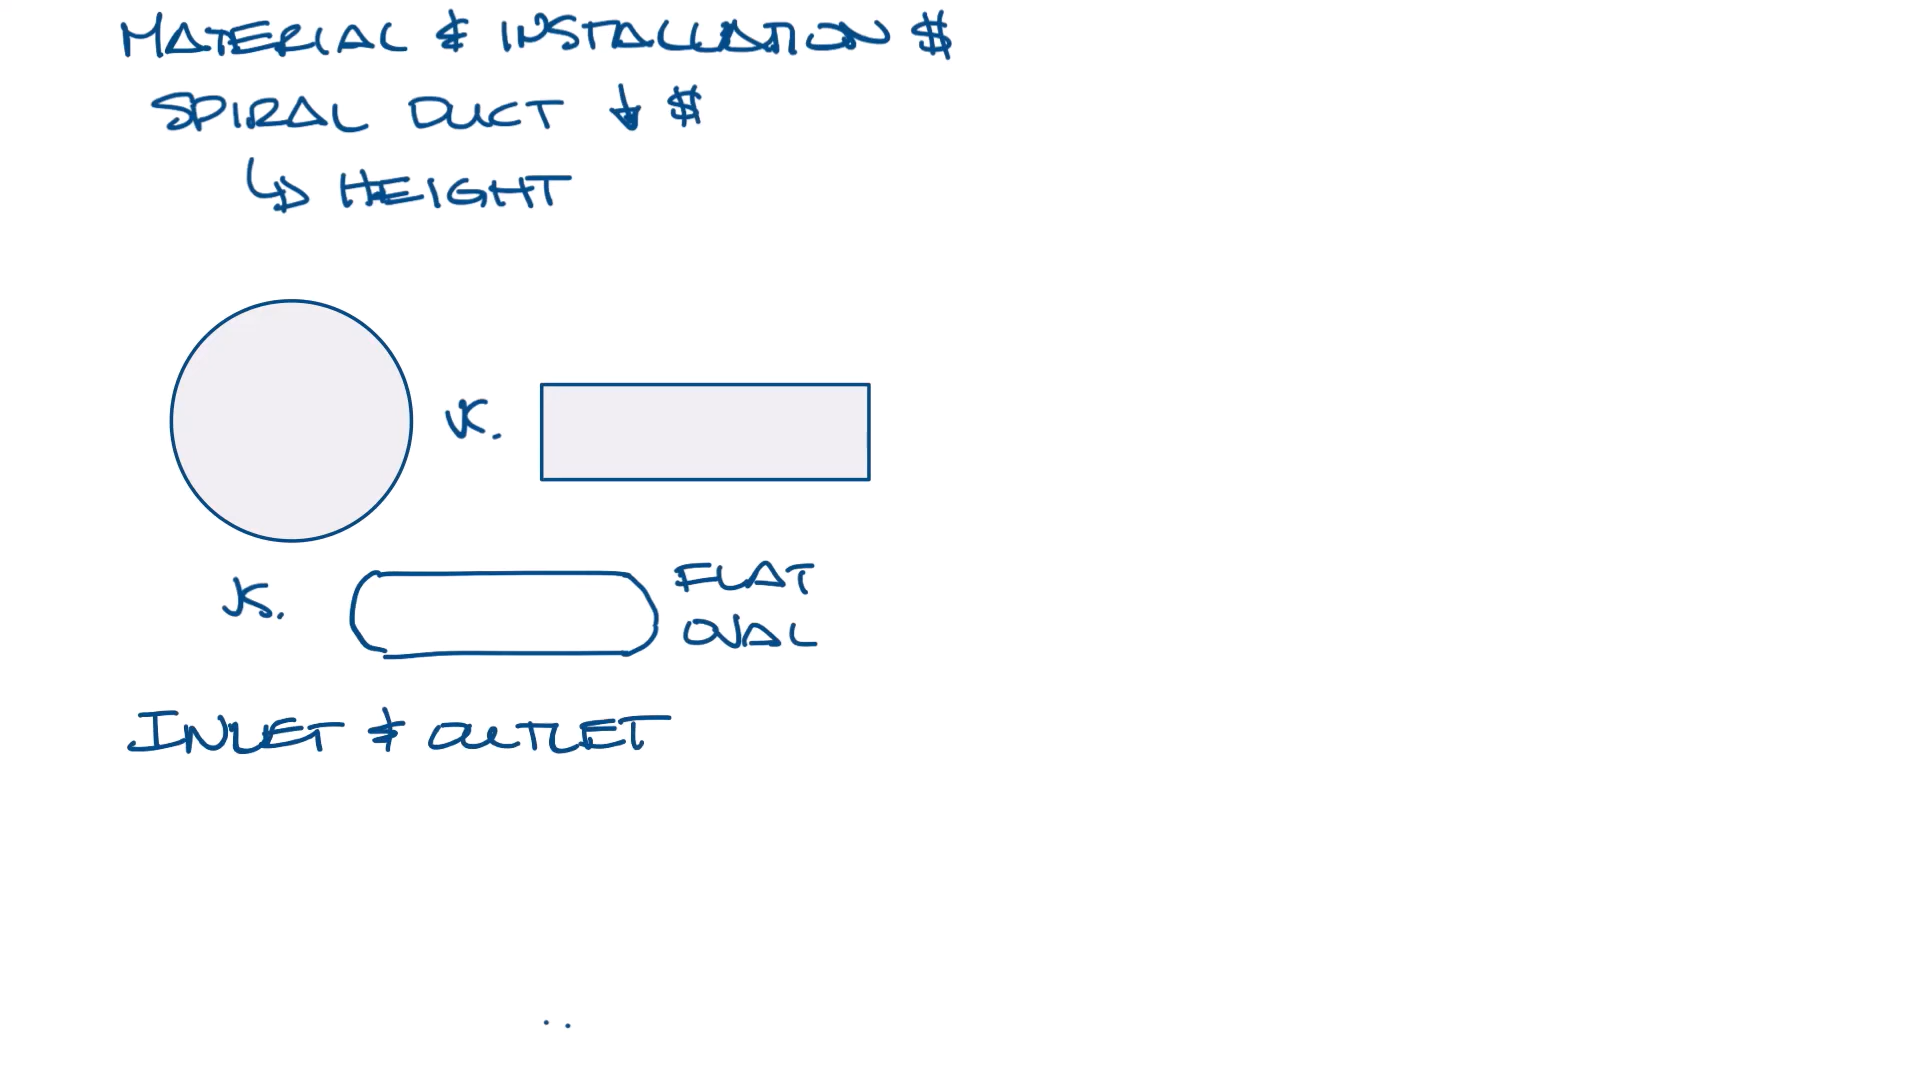 MATERIAL & INSTALLATION $
SPIRAL DUCT ↓ $
↳ HEIGHT
VS.
VS.
FLAT
OVAL
INLET & OUTLET